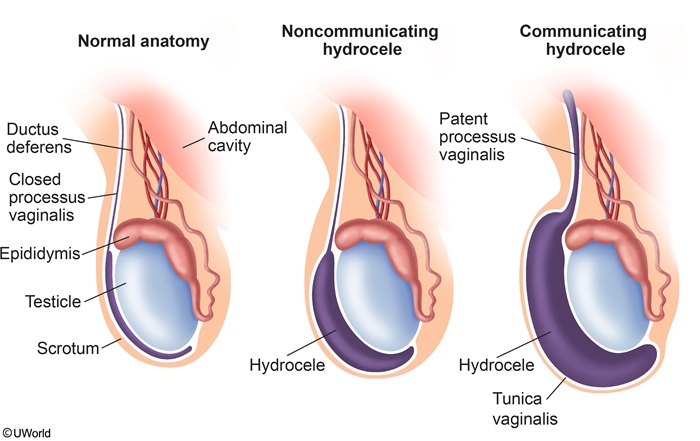 Normal anatomy
Ductus
deferens
Abdominal
cavity
Closed
processus
vaginalis
Epididymis
Testicle
Scrotum
Noncommunicating
hydrocele
Hydrocele
Communicating
hydrocele
Patent
processus
vaginalis
Hydrocele
Tunica
vaginalis
©UWorld